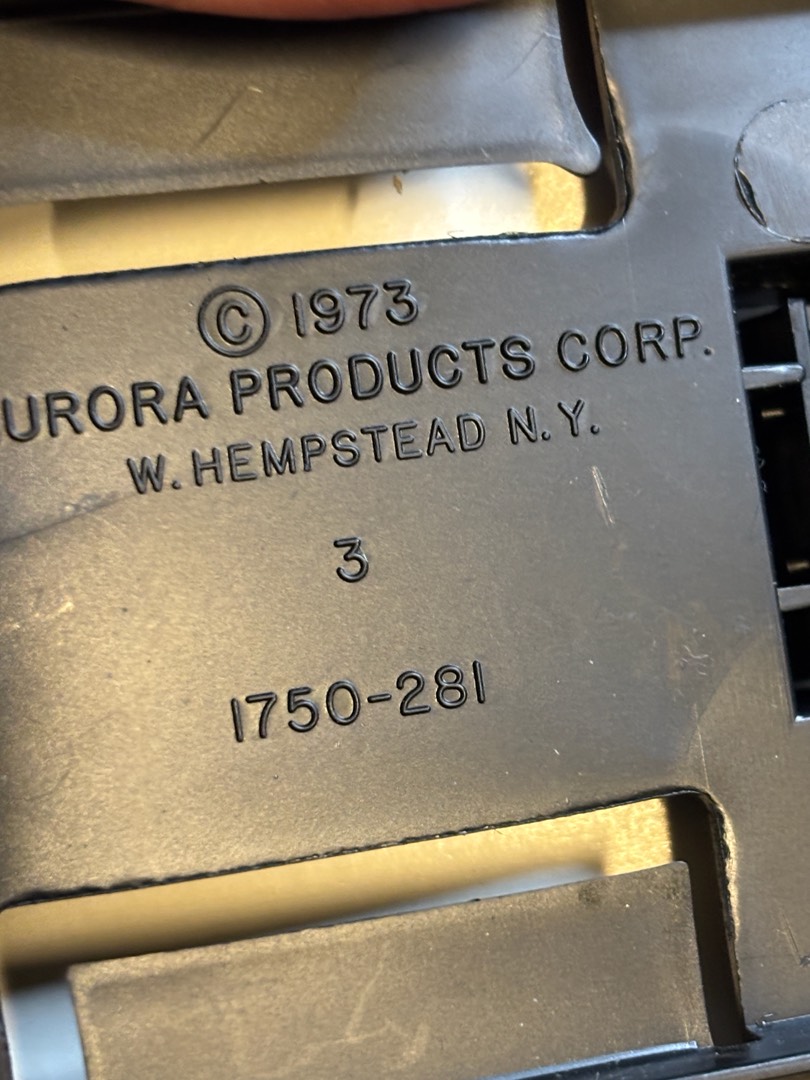 © 1973
URORA PRODUCTS CORP.
W. HEMPSTEAD N.Y.
3
1750-281